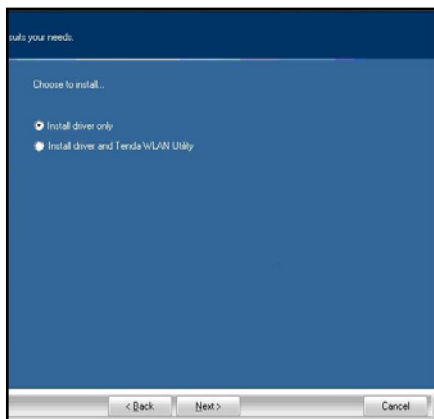 suits your needs.
Choose to install...
Install driver only
Install driver and Tenda WLAN Utility
< Back
Next >
Cancel